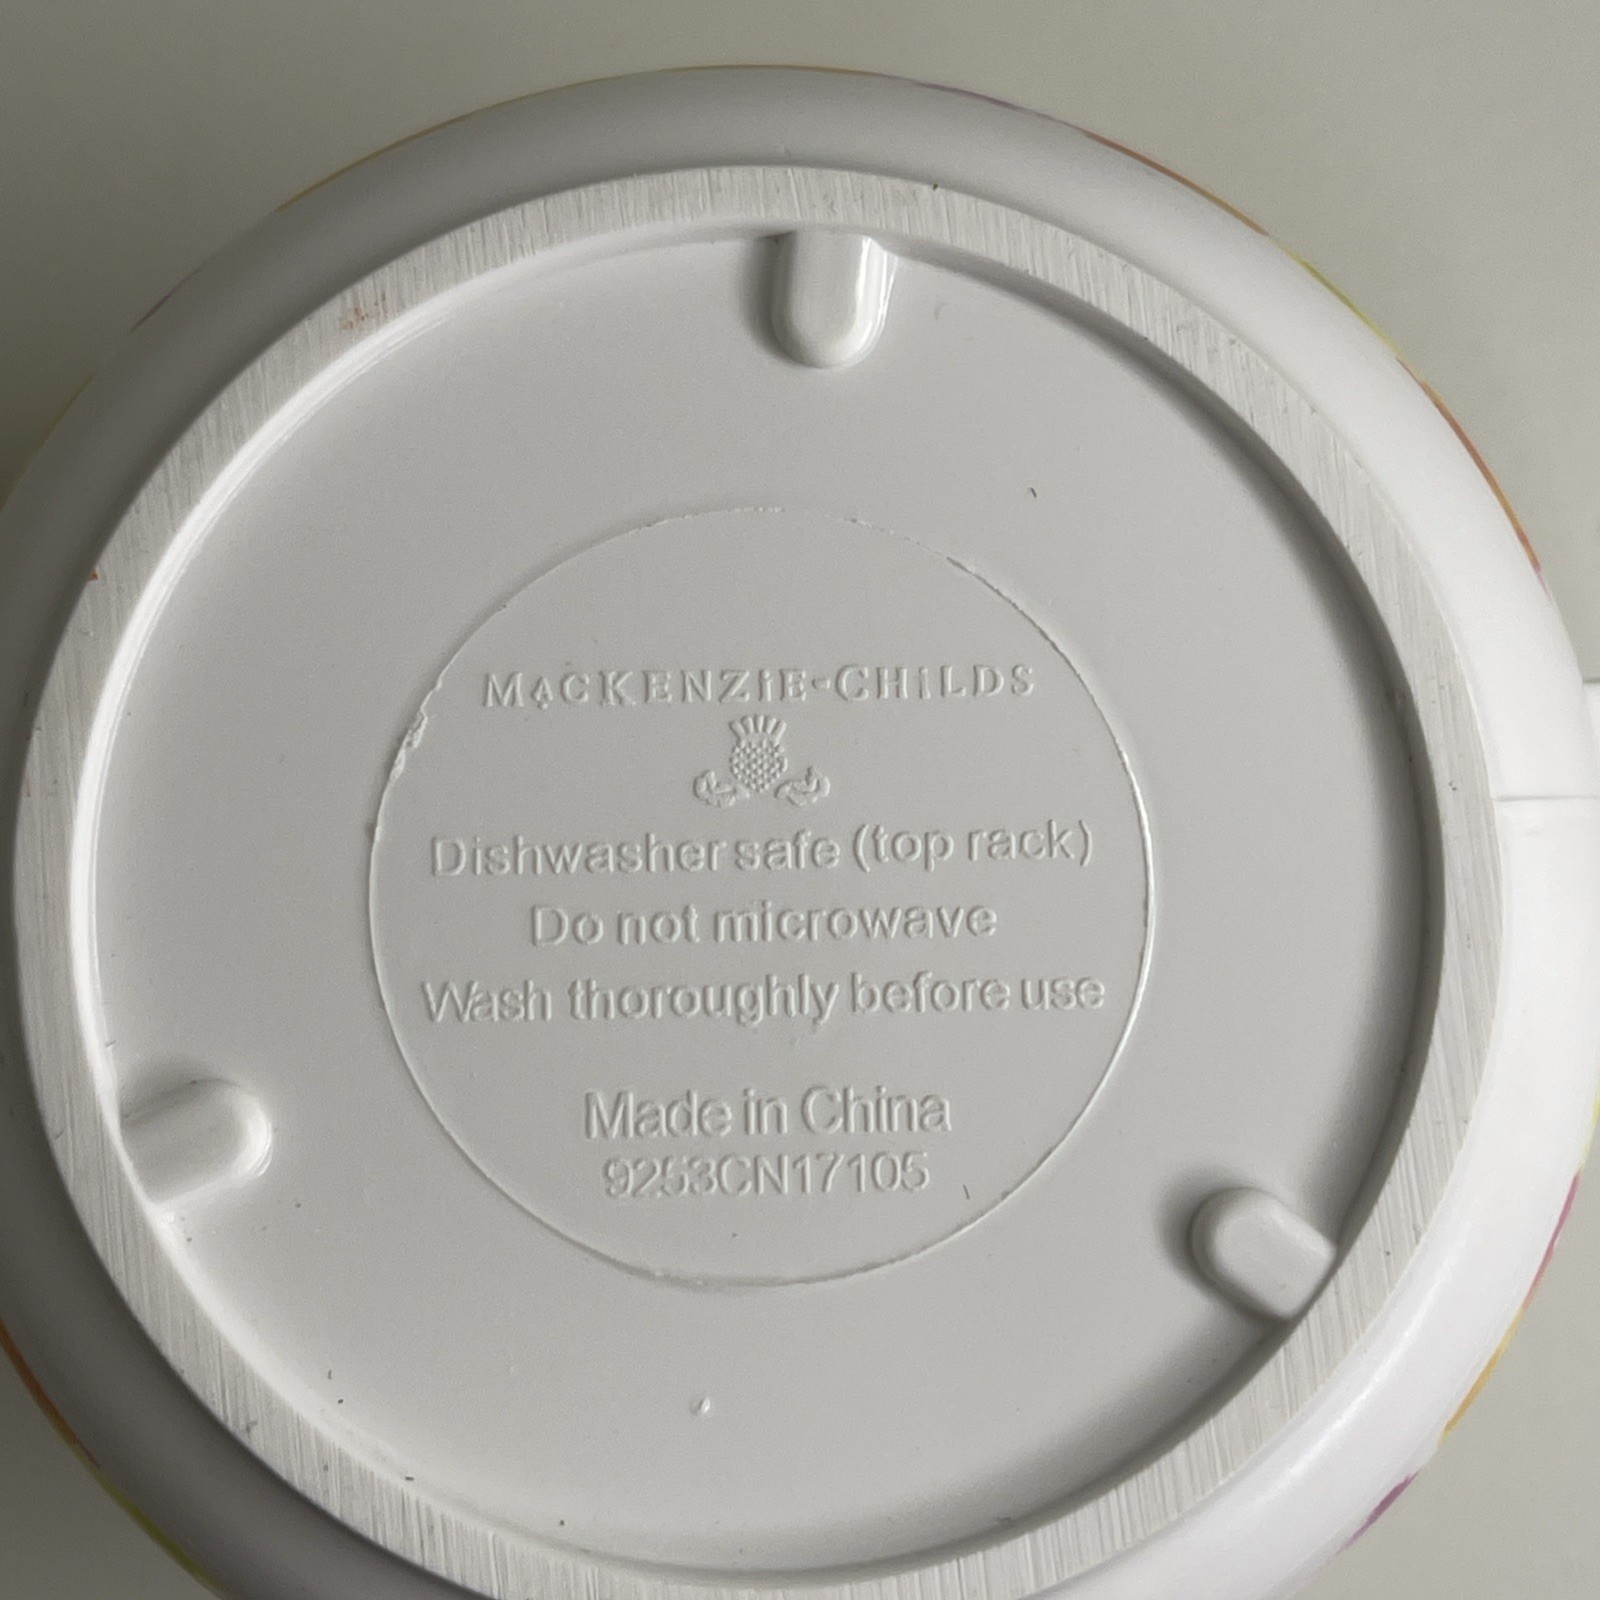 MacKENZiE-CHiLDS
Dishwasher safe (top rack)
Do not microwave
Wash thoroughly before use
Made in China
9253CN17105